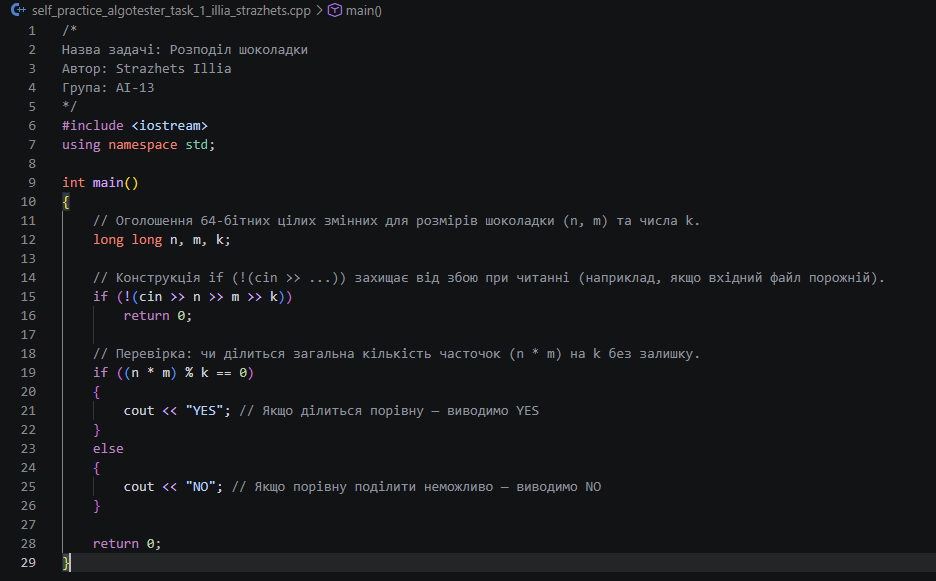 self_practice_algotester_task_1_illia_strazhets.cpp > main()
1 /*
2 Назва задачі: Розподіл шоколадки
3 Автор: Strazhets Illia
4 Група: АІ-13
5 */
6 #include <iostream>
7 using namespace std;
8
9 int main()
10 {
11 // Оголошення 64-бітних цілих змінних для розмірів шоколадки (n, m) та числа k.
12 long long n, m, k;
13
14 // Конструкція if (!(cin >> ...)) захищає від збою при читанні (наприклад, якщо вхідний файл порожній).
15 if (!(cin >> n >> m >> k))
16 return 0;
17
18 // Перевірка: чи ділиться загальна кількість часточок (n * m) на k без залишку.
19 if ((n * m) % k == 0)
20 {
21 cout << "YES"; // Якщо ділиться порівну — виводимо YES
22 }
23 else
24 {
25 cout << "NO"; // Якщо порівну поділити неможливо — виводимо NO
26 }
27
28 return 0;
29 }